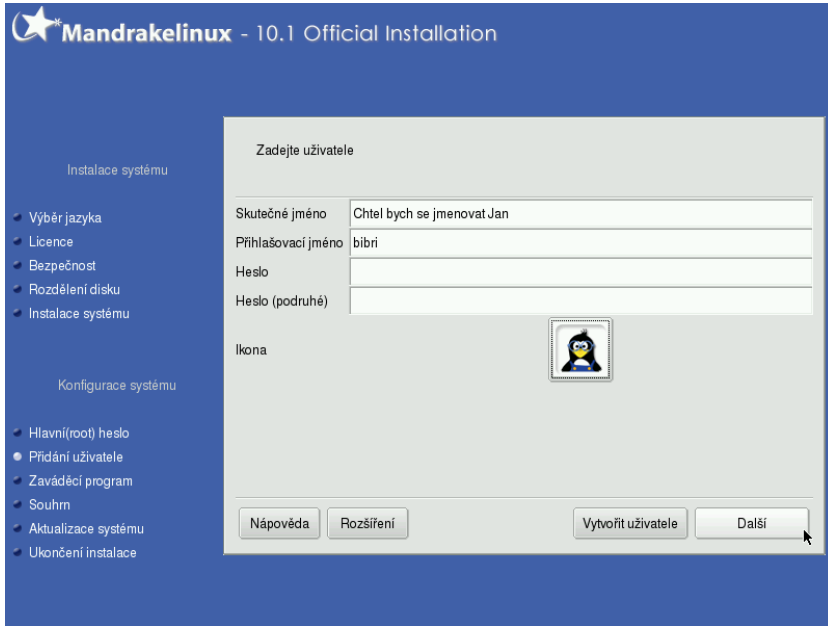 Mandrakelinux - 10.1 Official Installation
Instalace systému
Výběr jazyka
Licence
Bezpečnost
Rozdělení disku
Instalace systému
Konfigurace systému
Hlavní(root) heslo
Přidání uživatele
Zaváděcí program
Souhrn
Aktualizace systému
Ukončení instalace
Zadejte uživatele
Skutečné jméno Chtel bych se jmenovat Jan
Přihlašovací jméno bibri
Heslo
Heslo (podruhé)
Ikona
Nápověda Rozšíření Vytvořit uživatele Další